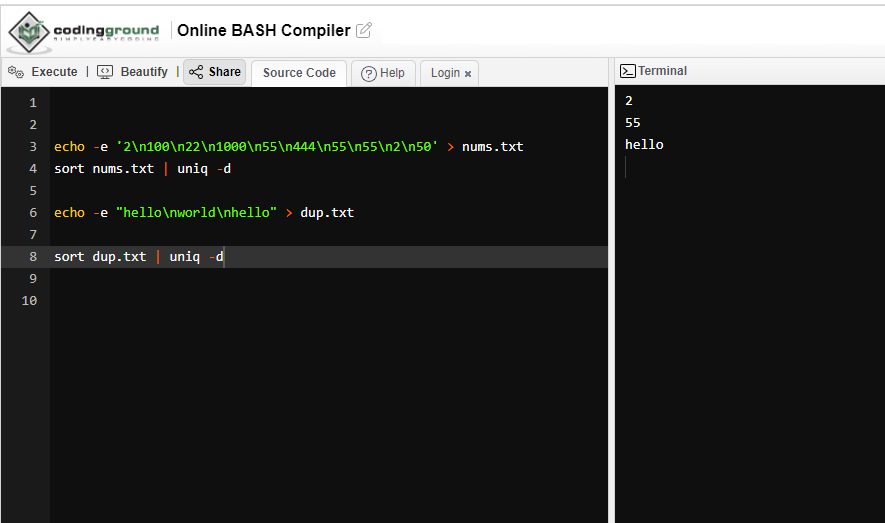 codingground
SIMPLYEASYCODING
Online BASH Compiler
Execute | Beautify | Share Source Code Help Login ×
Terminal
1
2
3 echo -e '2\n100\n22\n1000\n55\n444\n55\n55\n2\n50' > nums.txt
4 sort nums.txt | uniq -d
5
6 echo -e "hello\nworld\nhello" > dup.txt
7
8 sort dup.txt | uniq -d
9
10
2
55
hello